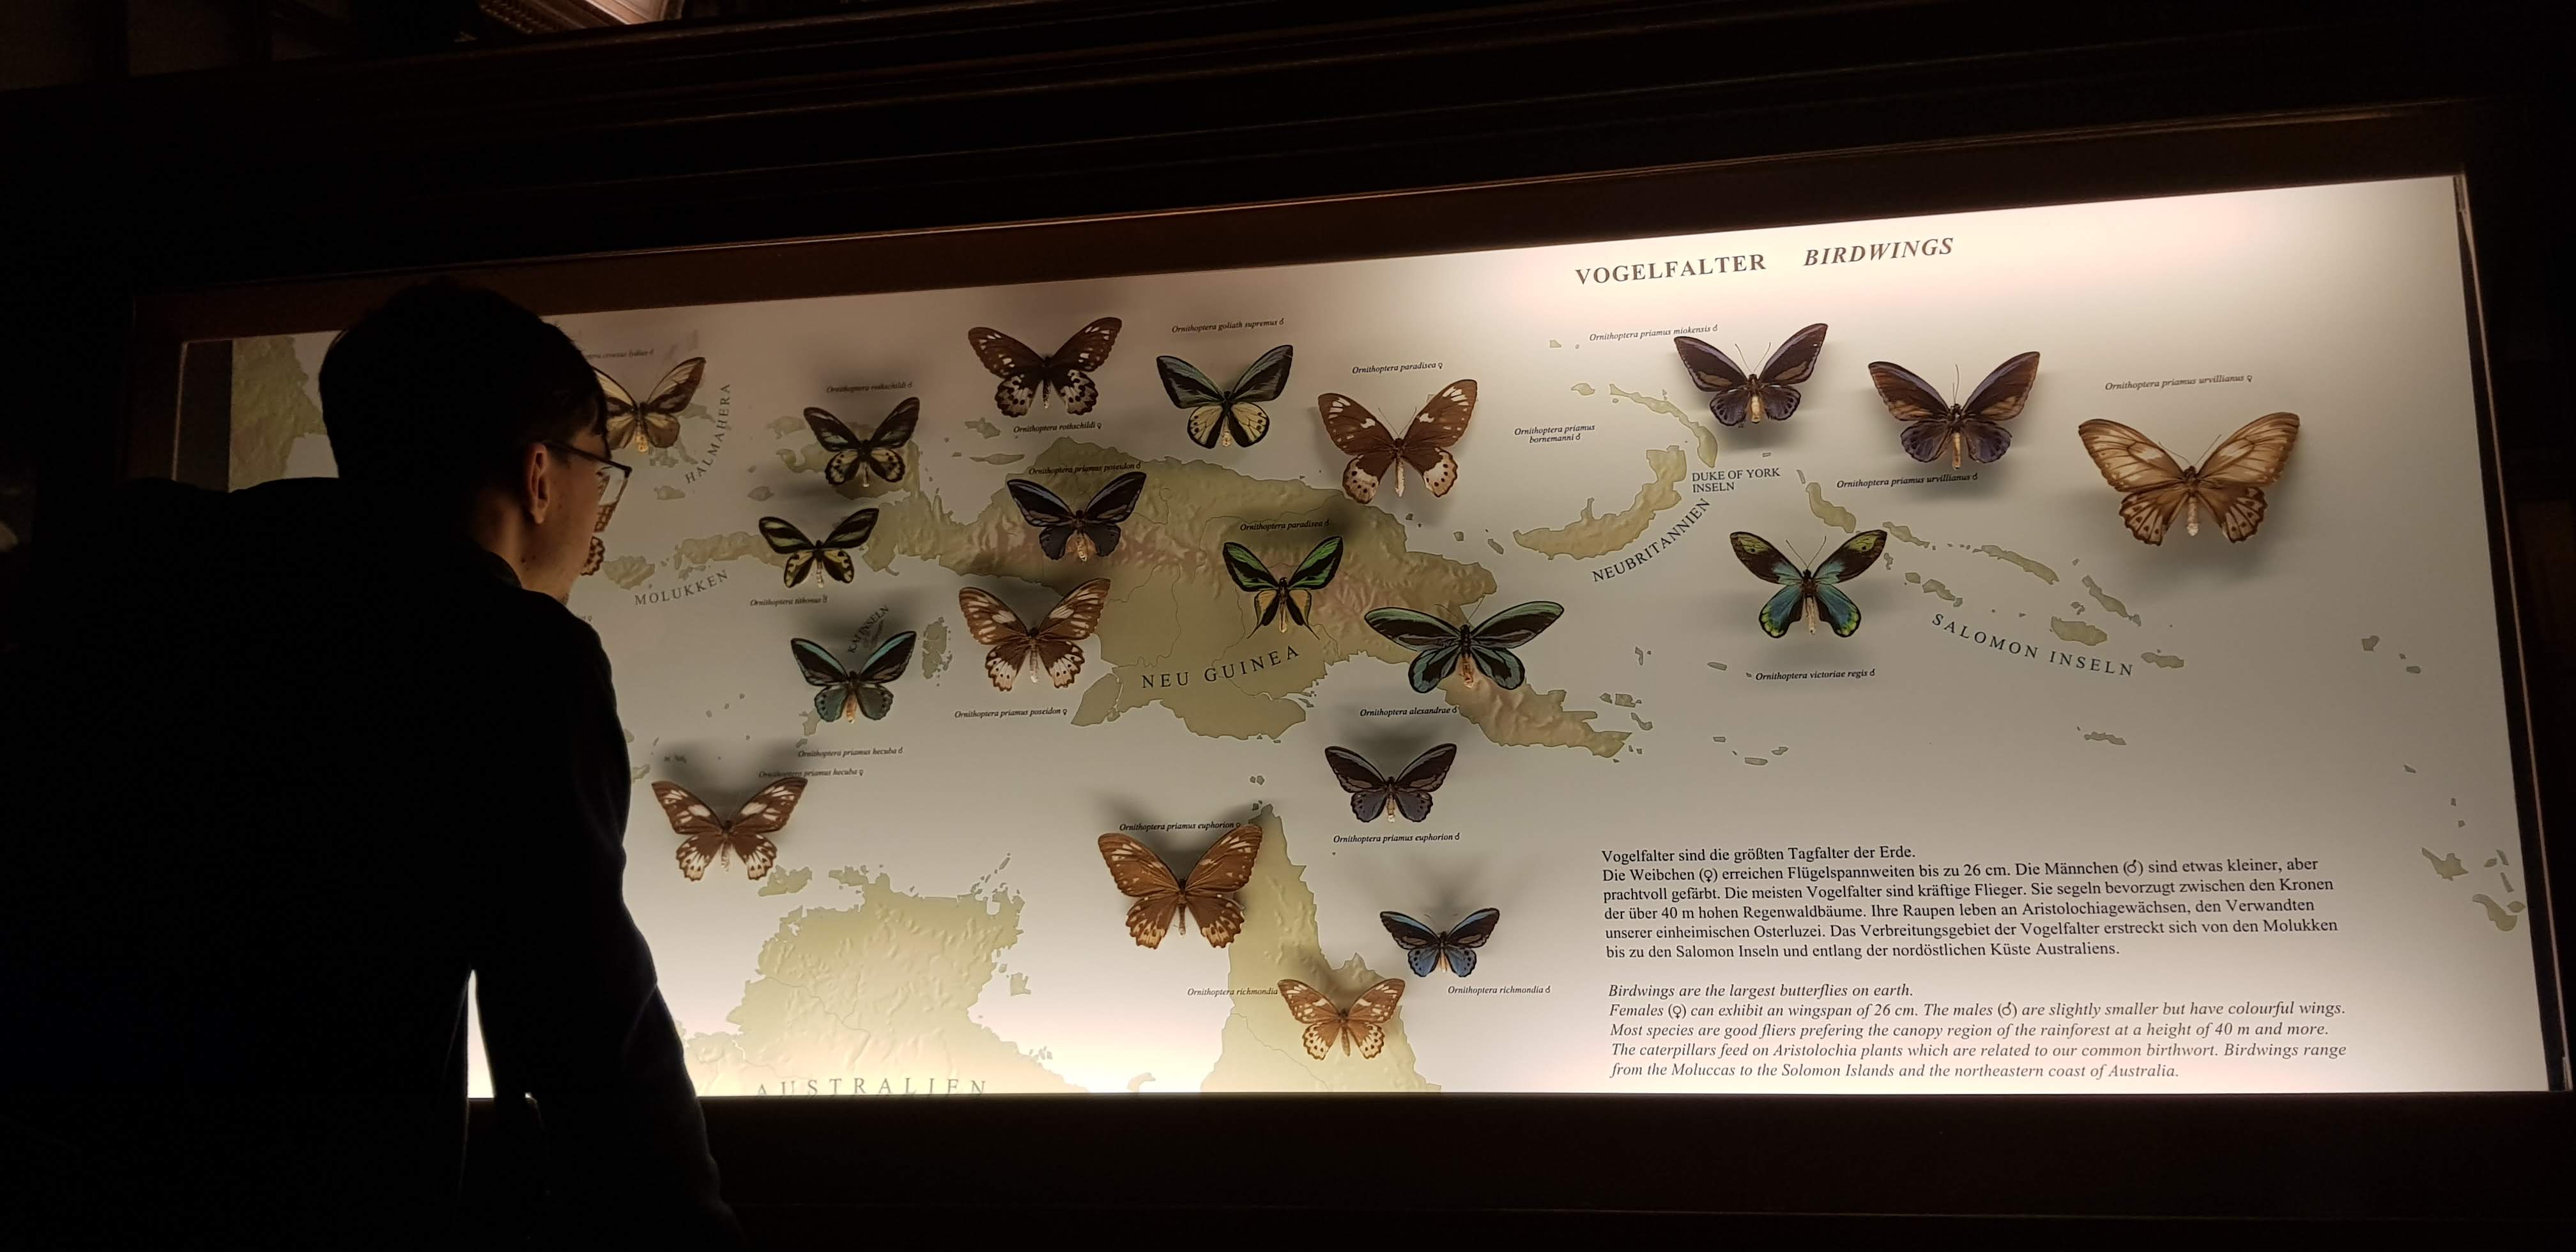 VOGELFALTER BIRDWINGS
HALMAHERA
Ornithoptera rothschildi ♂
Ornithoptera rothschildi ♀
Ornithoptera goliath supremus ♂
Ornithoptera paradisea ♀
Ornithoptera priamus miokensis ♂
Ornithoptera priamus
bornemanni ♂
DUKE OF YORK
INSELN
NEUBRITANNIEN
Ornithoptera priamus urvillianus ♂
Ornithoptera priamus urvillianus ♀
Ornithoptera priamus poseidon ♂
Ornithoptera paradisea ♂
MOLUKKEN
Ornithoptera tithonus ♂
KAI INSELN
NEU GUINEA
SALOMON INSELN
Ornithoptera victoriae regis ♂
Ornithoptera priamus poseidon ♀
Ornithoptera alexandrae ♂
Ornithoptera priamus hecuba ♂
Ornithoptera priamus hecuba ♀
Ornithoptera priamus euphorion ♀
Ornithoptera priamus euphorion ♂
Ornithoptera richmondia
Ornithoptera richmondia ♂
AUSTRALIEN
Vogelfalter sind die größten Tagfalter der Erde.
Die Weibchen (♀) erreichen Flügelspannweiten bis zu 26 cm. Die Männchen (♂) sind etwas kleiner, aber
prachtvoll gefärbt. Die meisten Vogelfalter sind kräftige Flieger. Sie segeln bevorzugt zwischen den Kronen
der über 40 m hohen Regenwaldbäume. Ihre Raupen leben an Aristolochiagewächsen, den Verwandten
unserer einheimischen Osterluzei. Das Verbreitungsgebiet der Vogelfalter erstreckt sich von den Molukken
bis zu den Salomon Inseln und entlang der nordöstlichen Küste Australiens.
Birdwings are the largest butterflies on earth.
Females (♀) can exhibit an wingspan of 26 cm. The males (♂) are slightly smaller but have colourful wings.
Most species are good fliers prefering the canopy region of the rainforest at a height of 40 m and more.
The caterpillars feed on Aristolochia plants which are related to our common birthwort. Birdwings range
from the Moluccas to the Solomon Islands and the northeastern coast of Australia.